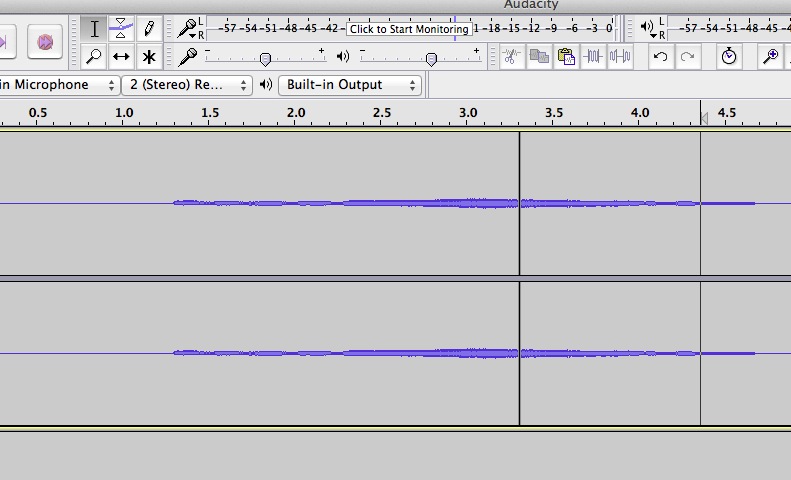 Audacity
L
R
-57 -54 -51 -48 -45 -42 - Click to Start Monitoring 1 -18 -15 -12 -9 -6 -3 0
L
R
-57 -54 -51 -48 -45 -4
- +
- +
in Microphone
2 (Stereo) Re...
Built-in Output
0.5 1.0 1.5 2.0 2.5 3.0 3.5 4.0 4.5